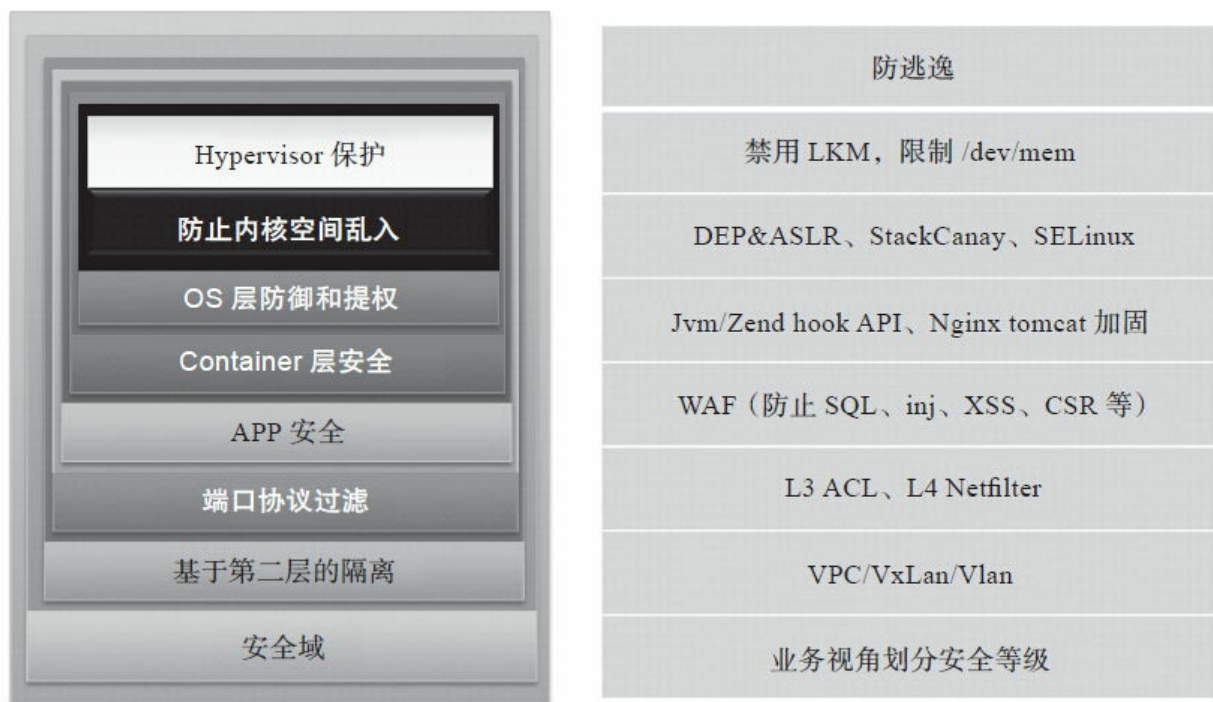 Hypervisor 保护
防止内核空间乱入
OS 层防御和提权
Container 层安全
APP 安全
端口协议过滤
基于第二层的隔离
安全域
防逃逸
禁用 LKM，限制 /dev/mem
DEP&ASLR、StackCanay、SELinux
Jvm/Zend hook API、Nginx tomcat 加固
WAF（防止 SQL、inj、XSS、CSR 等）
L3 ACL、L4 Netfilter
VPC/VxLan/Vlan
业务视角划分安全等级